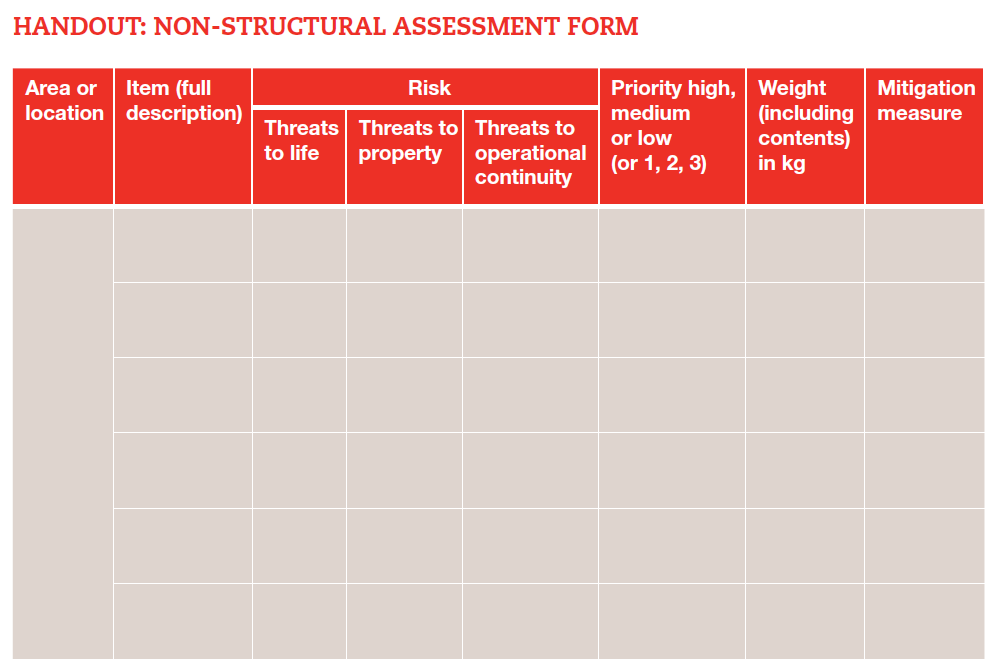 HANDOUT: NON-STRUCTURAL ASSESSMENT FORM
Area or
location
Item (full
description)
Risk
Threats
to life
Threats to
property
Threats to
operational
continuity
Priority high,
medium
or low
(or 1, 2, 3)
Weight
(including
contents)
in kg
Mitigation
measure